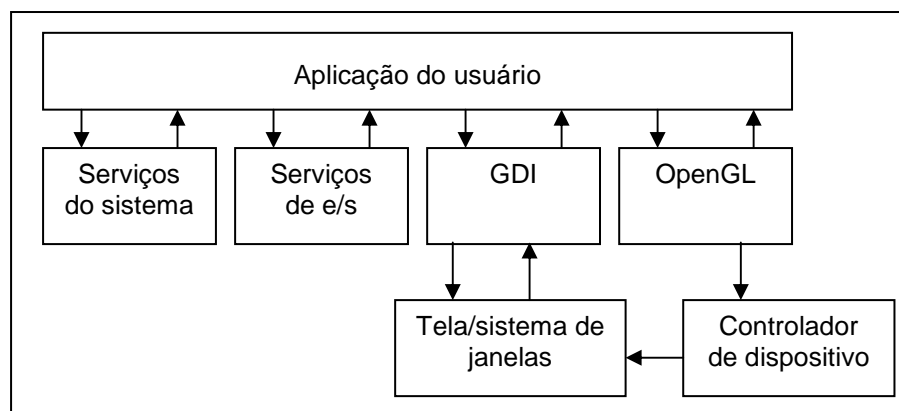 Aplicação do usuário
Serviços
do sistema
Serviços
de e/s
GDI
OpenGL
Tela/sistema de
janelas
Controlador
de dispositivo